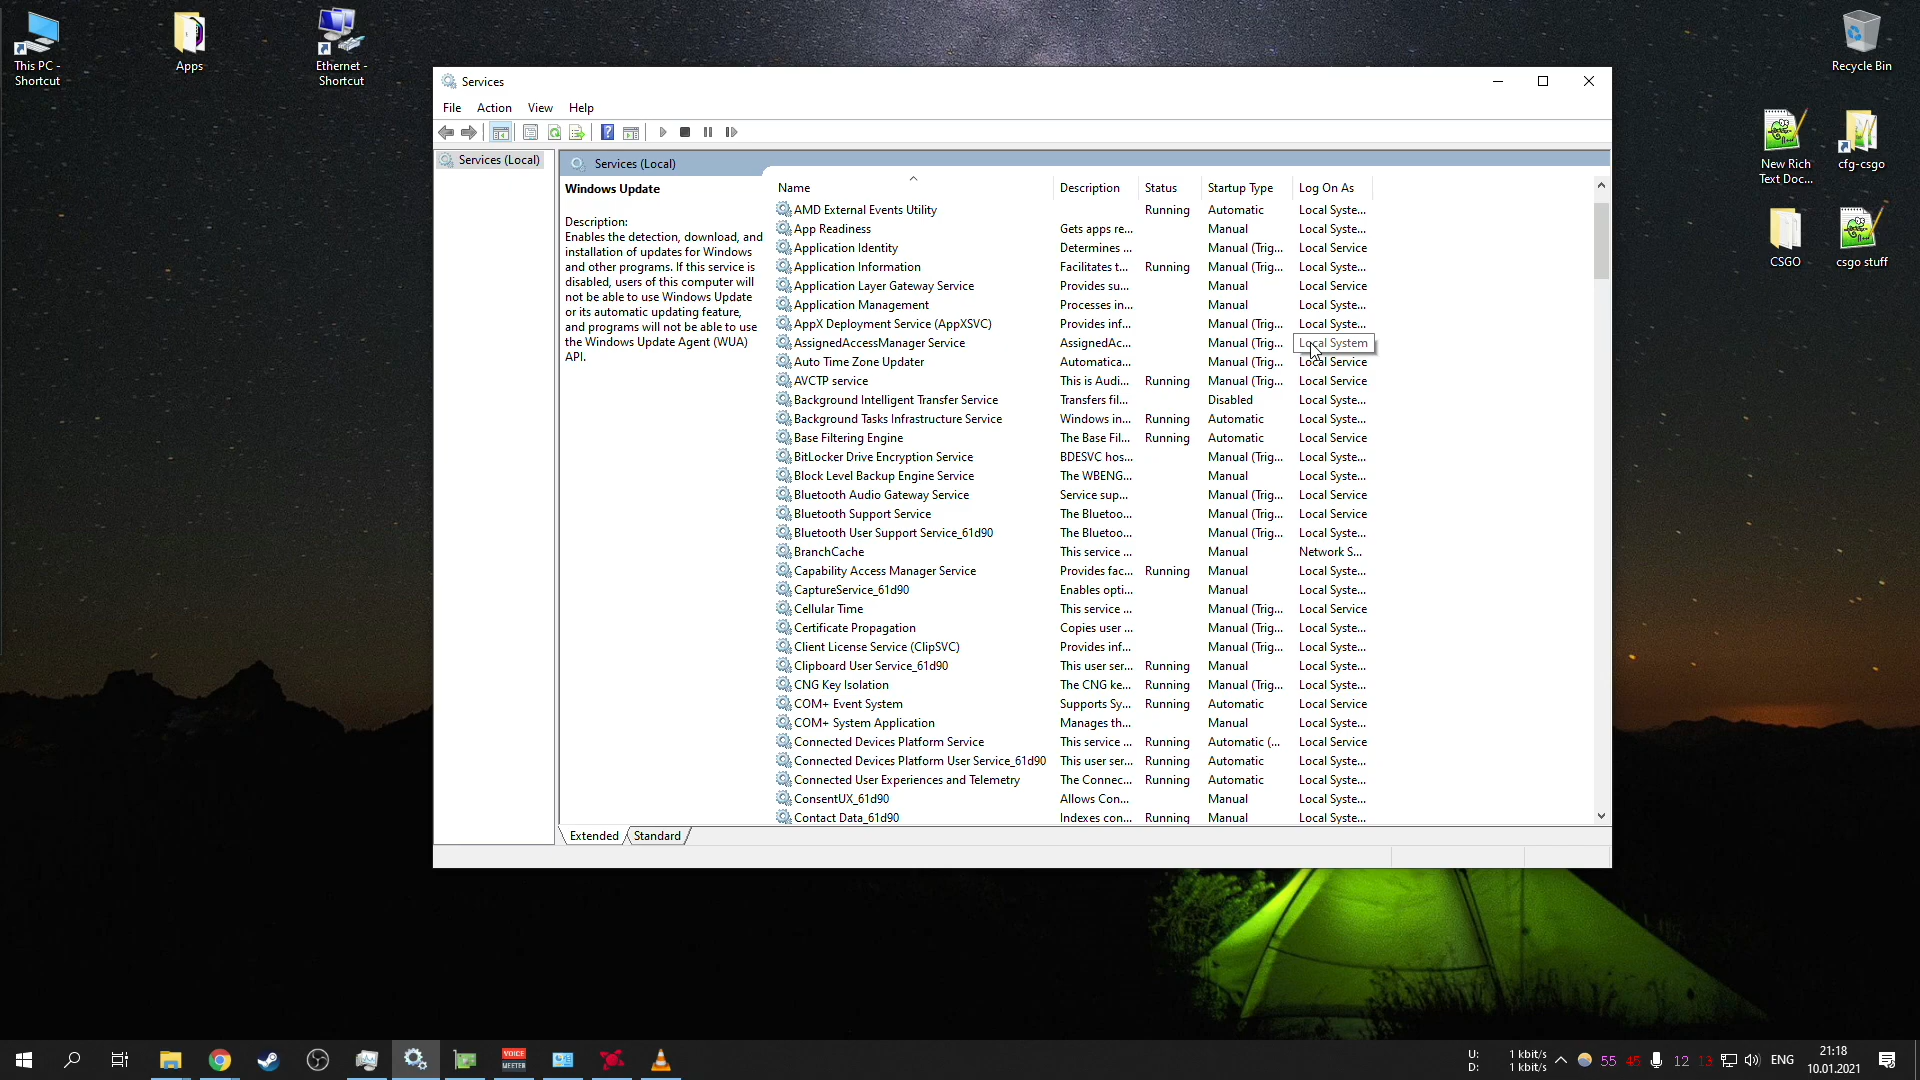 This PC -
Shortcut
Apps
Ethernet -
Shortcut
Recycle Bin
New Rich
Text Doc...
cfg-csgo
CSGO
csgo stuff
Services
File Action View Help
Services (Local)
Services (Local)
Windows Update
Description:
Enables the detection, download, and
installation of updates for Windows
and other programs. If this service is
disabled, users of this computer will
not be able to use Windows Update
or its automatic updating feature,
and programs will not be able to use
the Windows Update Agent (WUA)
API.
Name Description Status Startup Type Log On As
AMD External Events Utility Running Automatic Local Syste...
App Readiness Gets apps re... Manual Local Syste...
Application Identity Determines ... Manual (Trig... Local Service
Application Information Facilitates t... Running Manual (Trig... Local Syste...
Application Layer Gateway Service Provides su... Manual Local Service
Application Management Processes in... Manual Local Syste...
AppX Deployment Service (AppXSVC) Provides inf... Manual (Trig... Local Syste...
AssignedAccessManager Service AssignedAc... Manual (Trig... Local System
Auto Time Zone Updater Automatica... Manual (Trig... Local Service
AVCTP service This is Audi... Running Manual (Trig... Local Service
Background Intelligent Transfer Service Transfers fil... Disabled Local Syste...
Background Tasks Infrastructure Service Windows in... Running Automatic Local Syste...
Base Filtering Engine The Base Fil... Running Automatic Local Service
BitLocker Drive Encryption Service BDESVC hos... Manual (Trig... Local Syste...
Block Level Backup Engine Service The WBENG... Manual Local Syste...
Bluetooth Audio Gateway Service Service sup... Manual (Trig... Local Service
Bluetooth Support Service The Bluetoo... Manual (Trig... Local Service
Bluetooth User Support Service_61d90 The Bluetoo... Manual (Trig... Local Syste...
BranchCache This service ... Manual Network S...
Capability Access Manager Service Provides fac... Running Manual Local Syste...
CaptureService_61d90 Enables opti... Manual Local Syste...
Cellular Time This service ... Manual (Trig... Local Service
Certificate Propagation Copies user ... Manual (Trig... Local Syste...
Client License Service (ClipSVC) Provides inf... Manual (Trig... Local Syste...
Clipboard User Service_61d90 This user ser... Running Manual Local Syste...
CNG Key Isolation The CNG ke... Running Manual (Trig... Local Syste...
COM+ Event System Supports Sy... Running Automatic Local Service
COM+ System Application Manages th... Manual Local Syste...
Connected Devices Platform Service This service ... Running Automatic (... Local Service
Connected Devices Platform User Service_61d90 This user ser... Running Automatic Local Syste...
Connected User Experiences and Telemetry The Connec... Running Automatic Local Syste...
ConsentUX_61d90 Allows Con... Manual Local Syste...
Contact Data_61d90 Indexes con... Running Manual Local Syste...
Extended Standard
VOICE
MEETER
U: 1 kbit/s
D: 1 kbit/s
55 45 12 13 ENG
21:18
10.01.2021